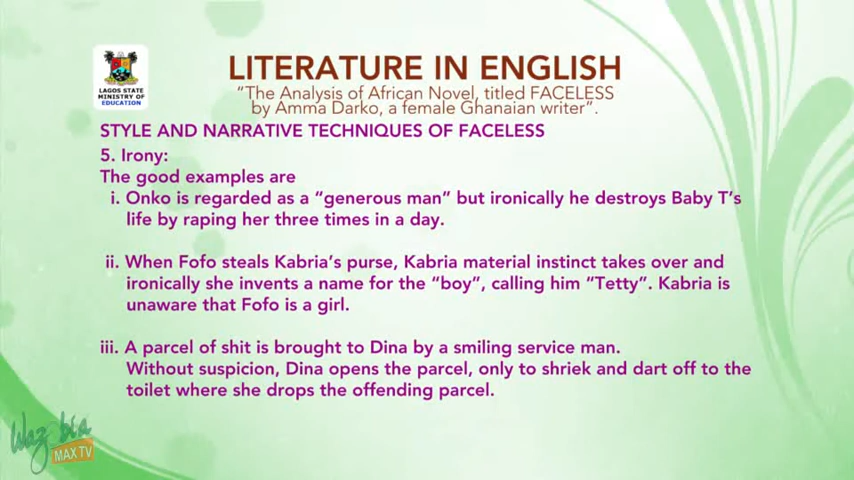 LAGOS STATE
MINISTRY OF
EDUCATION
LITERATURE IN ENGLISH
“The Analysis of African Novel, titled FACELESS
by Amma Darko, a female Ghanaian writer”.
STYLE AND NARRATIVE TECHNIQUES OF FACELESS
5. Irony:
The good examples are
i. Onko is regarded as a “generous man” but ironically he destroys Baby T’s
life by raping her three times in a day.
ii. When Fofo steals Kabria’s purse, Kabria material instinct takes over and
ironically she invents a name for the “boy”, calling him “Tetty”. Kabria is
unaware that Fofo is a girl.
iii. A parcel of shit is brought to Dina by a smiling service man.
Without suspicion, Dina opens the parcel, only to shriek and dart off to the
toilet where she drops the offending parcel.
Wazobia
MAX TV